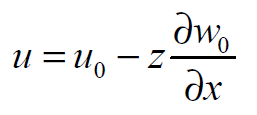 u = u₀ − z ∂w₀/∂x